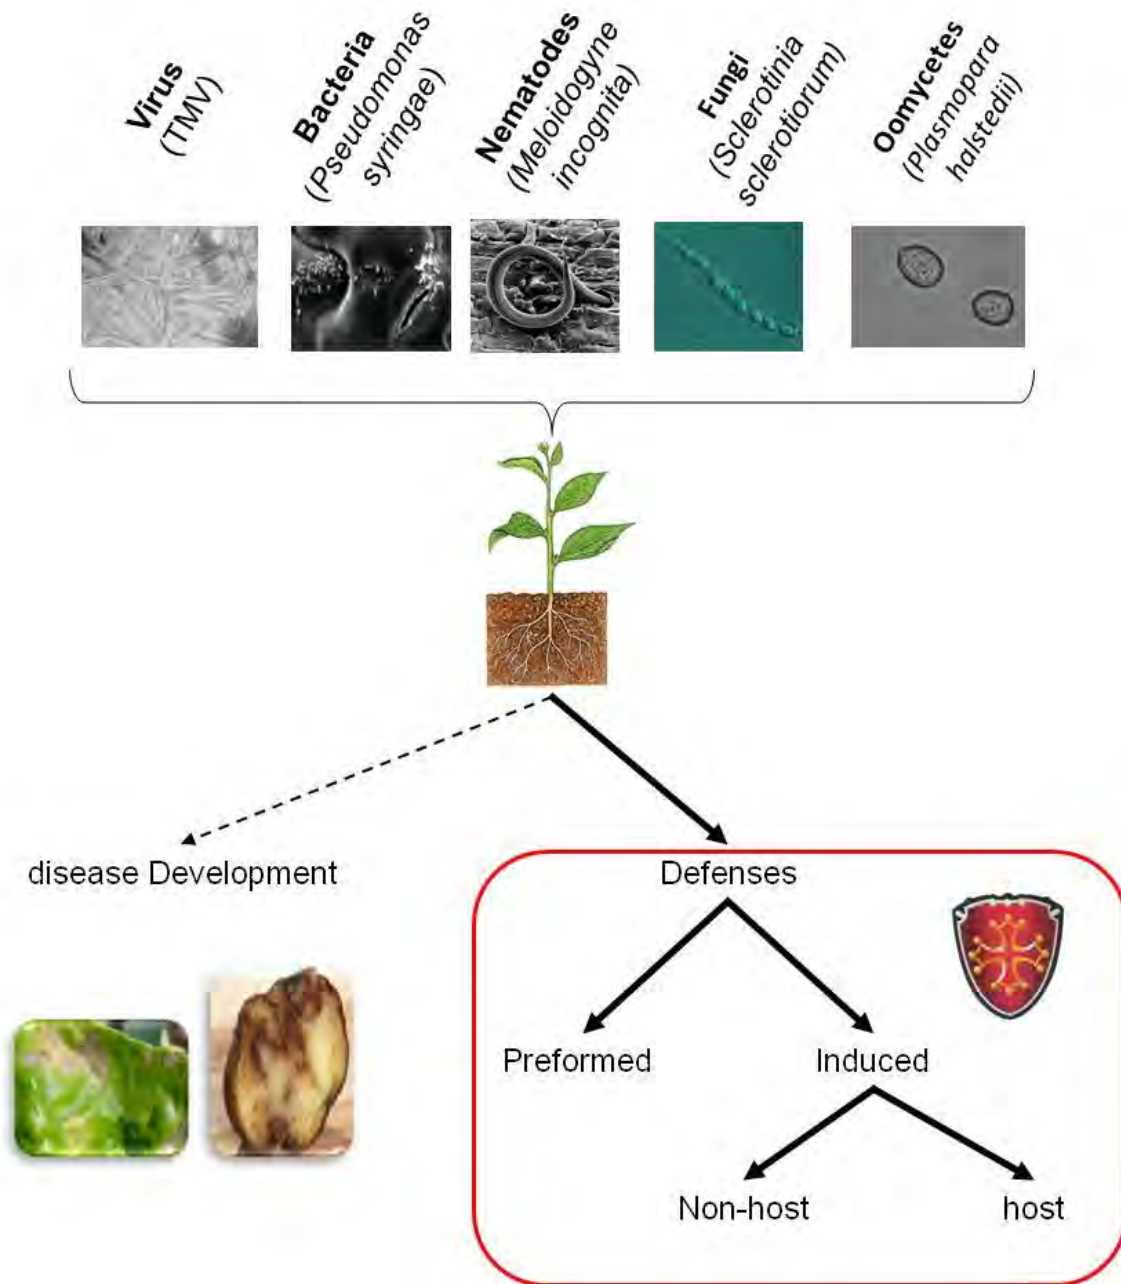 Virus
(TMV)
Bacteria
(Pseudomonas
syringae)
Nematodes
(Meloidogyne
incognita)
Fungi
(Sclerotinia
sclerotiorum)
Oomycetes
(Plasmopara
halstedii)
disease Development
Defenses
Preformed
Induced
Non-host
host